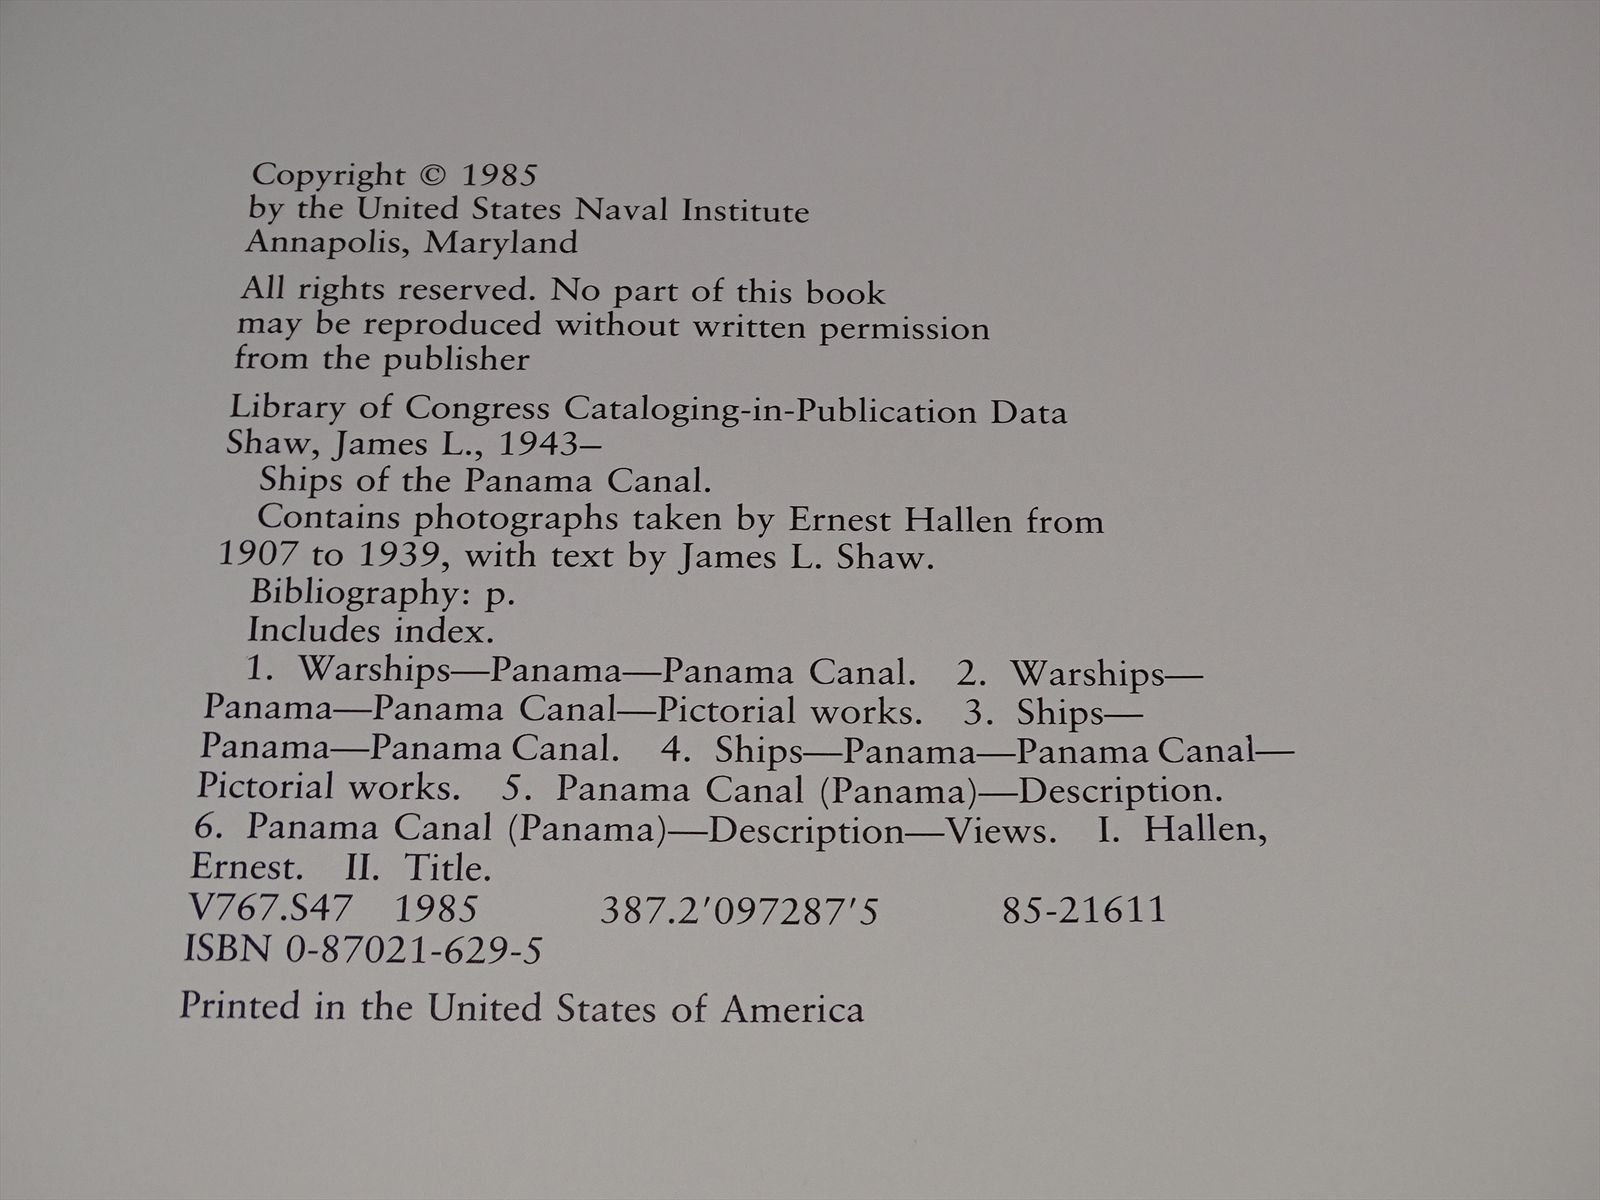 Copyright © 1985
by the United States Naval Institute
Annapolis, Maryland
All rights reserved. No part of this book
may be reproduced without written permission
from the publisher
Library of Congress Cataloging-in-Publication Data
Shaw, James L., 1943–
Ships of the Panama Canal.
Contains photographs taken by Ernest Hallen from
1907 to 1939, with text by James L. Shaw.
Bibliography: p.
Includes index.
1. Warships—Panama—Panama Canal. 2. Warships—
Panama—Panama Canal—Pictorial works. 3. Ships—
Panama—Panama Canal. 4. Ships—Panama—Panama Canal—
Pictorial works. 5. Panama Canal (Panama)—Description.
6. Panama Canal (Panama)—Description—Views. I. Hallen,
Ernest. II. Title.
V767.S47 1985 387.2'097287'5 85-21611
ISBN 0-87021-629-5
Printed in the United States of America